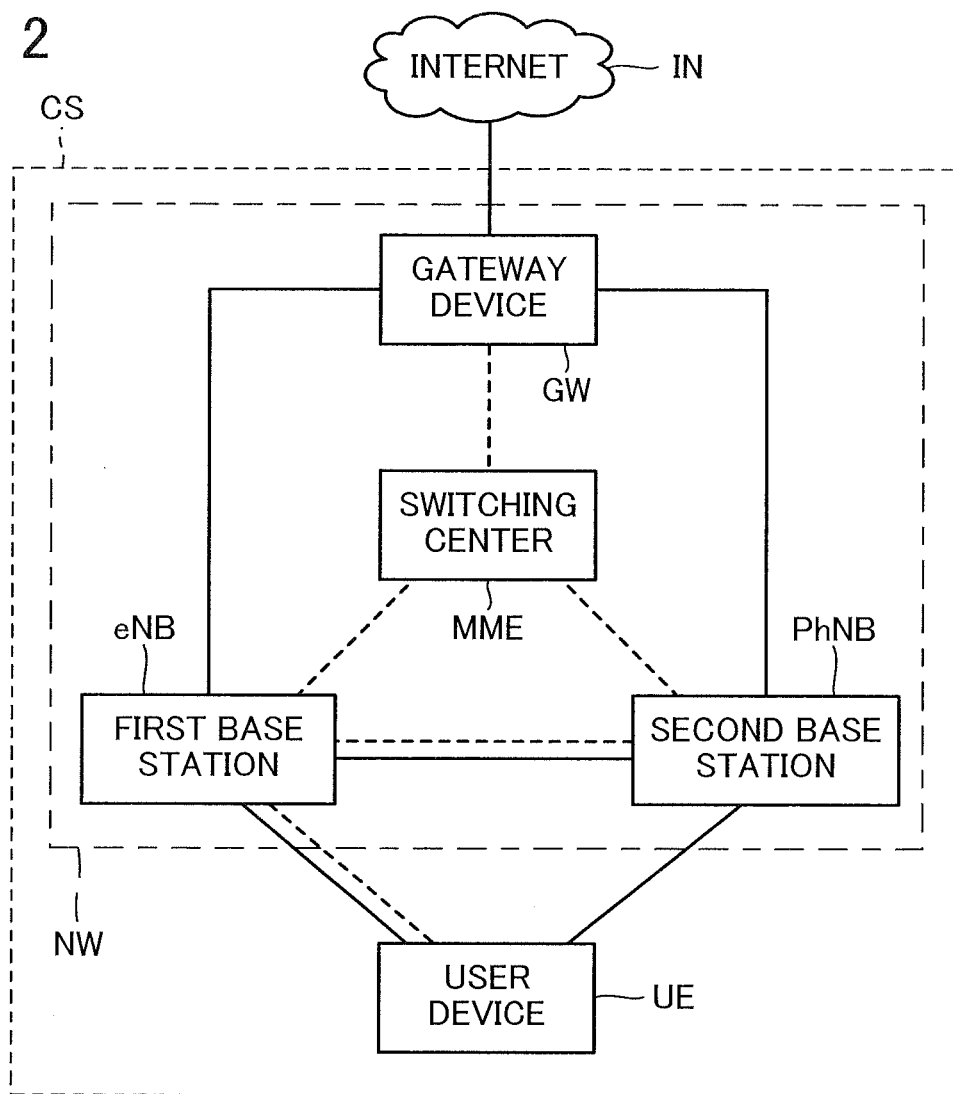 2
INTERNET
IN
CS
GATEWAY
DEVICE
GW
SWITCHING
CENTER
MME
eNB
PhNB
FIRST BASE
STATION
SECOND BASE
STATION
NW
USER
DEVICE
UE